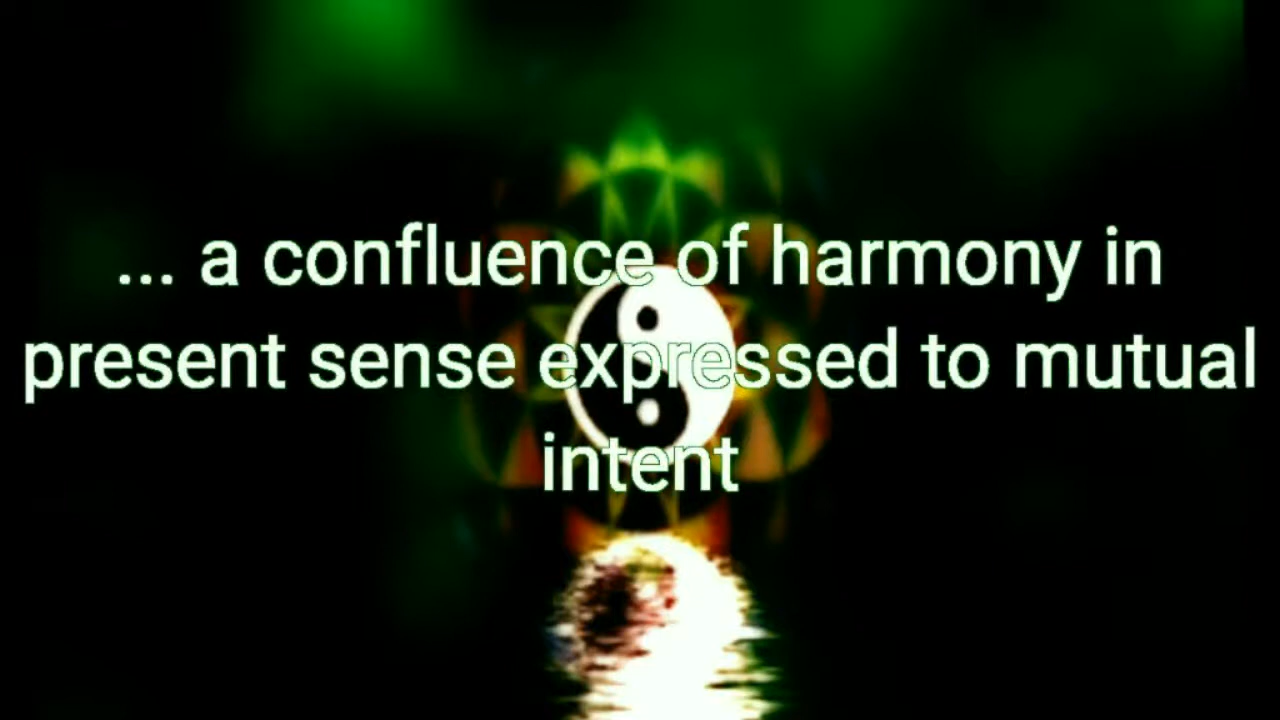 ... a confluence of harmony in
present sense expressed to mutual
intent